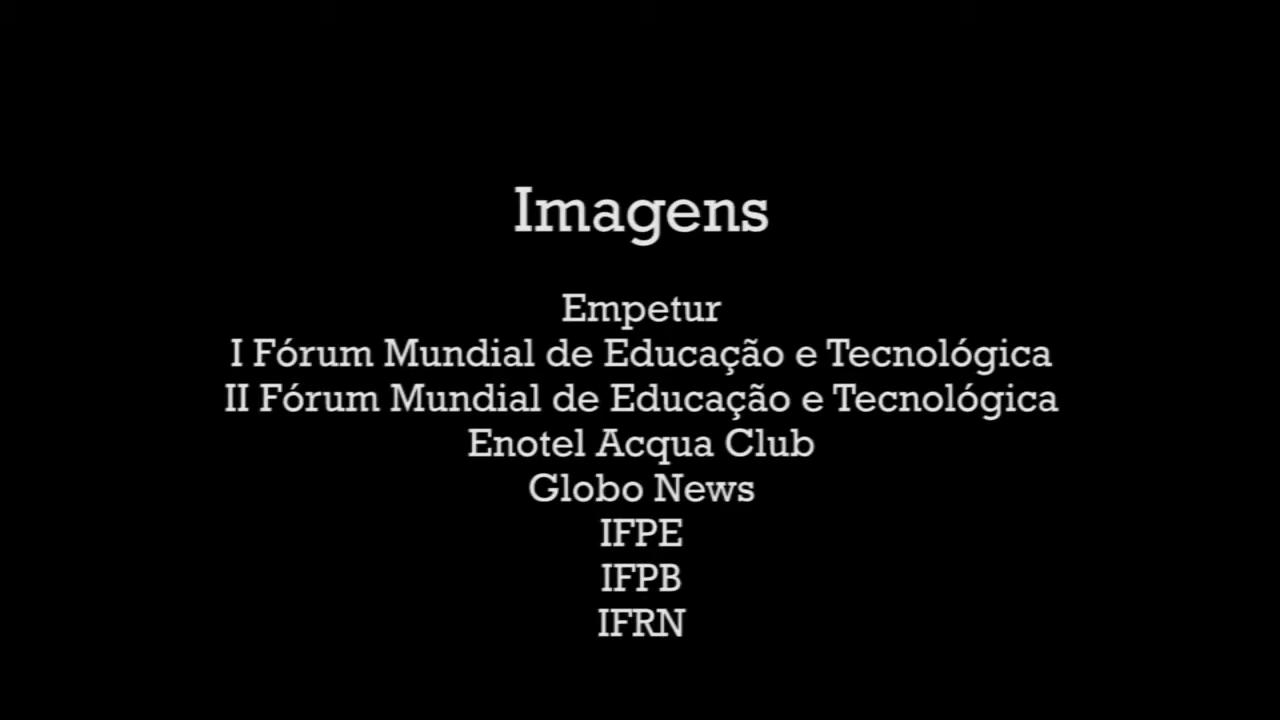 Imagens
Empetur
I Fórum Mundial de Educação e Tecnológica
II Fórum Mundial de Educação e Tecnológica
Enotel Acqua Club
Globo News
IFPE
IFPB
IFRN